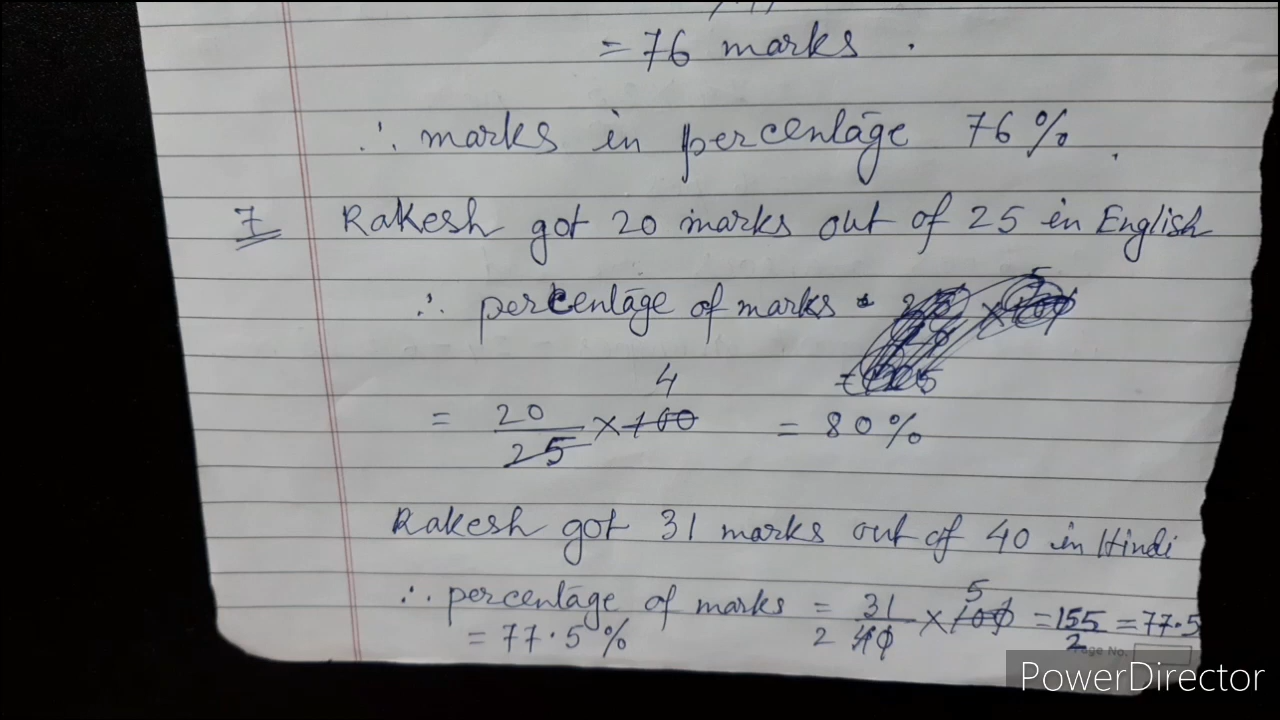 = 76 marks .
∴ marks in percentage 76%.
7 Rakesh got 20 marks out of 25 in English
∴ percentage of marks
4
= 20/25 × 100 = 80%
Rakesh got 31 marks out of 40 in Hindi
5
∴ percentage of marks = 31/40 × 100 = 155/2 = 77.5
2
= 77.5%
Page No.
PowerDirector